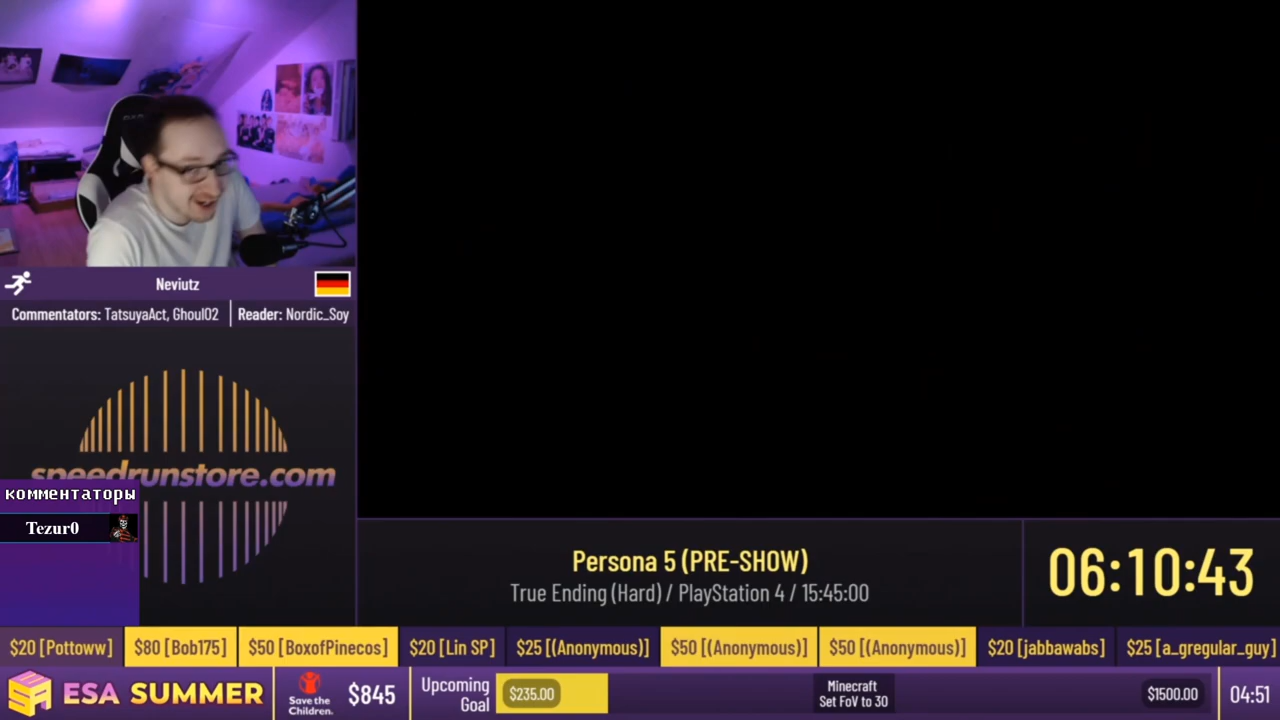 Neviutz
Commentators: TatsuyaAct, Ghoul02
Reader: Nordic_Soy
speedrunstore.com
комментаторы
Tezur0
Persona 5 (PRE-SHOW)
True Ending (Hard) / PlayStation 4 / 15:45:00
06:10:43
$20 [Pottoww]
$80 [Bob175]
$50 [BoxofPinecos]
$20 [Lin SP]
$25 [(Anonymous)]
$50 [(Anonymous)]
$50 [(Anonymous)]
$20 [jabbawabs]
$25 [a_gregular_guy]
ESA SUMMER
Save the
Children.
$845
Upcoming
Goal
$235.00
Minecraft
Set FoV to 30
$1500.00
04:51